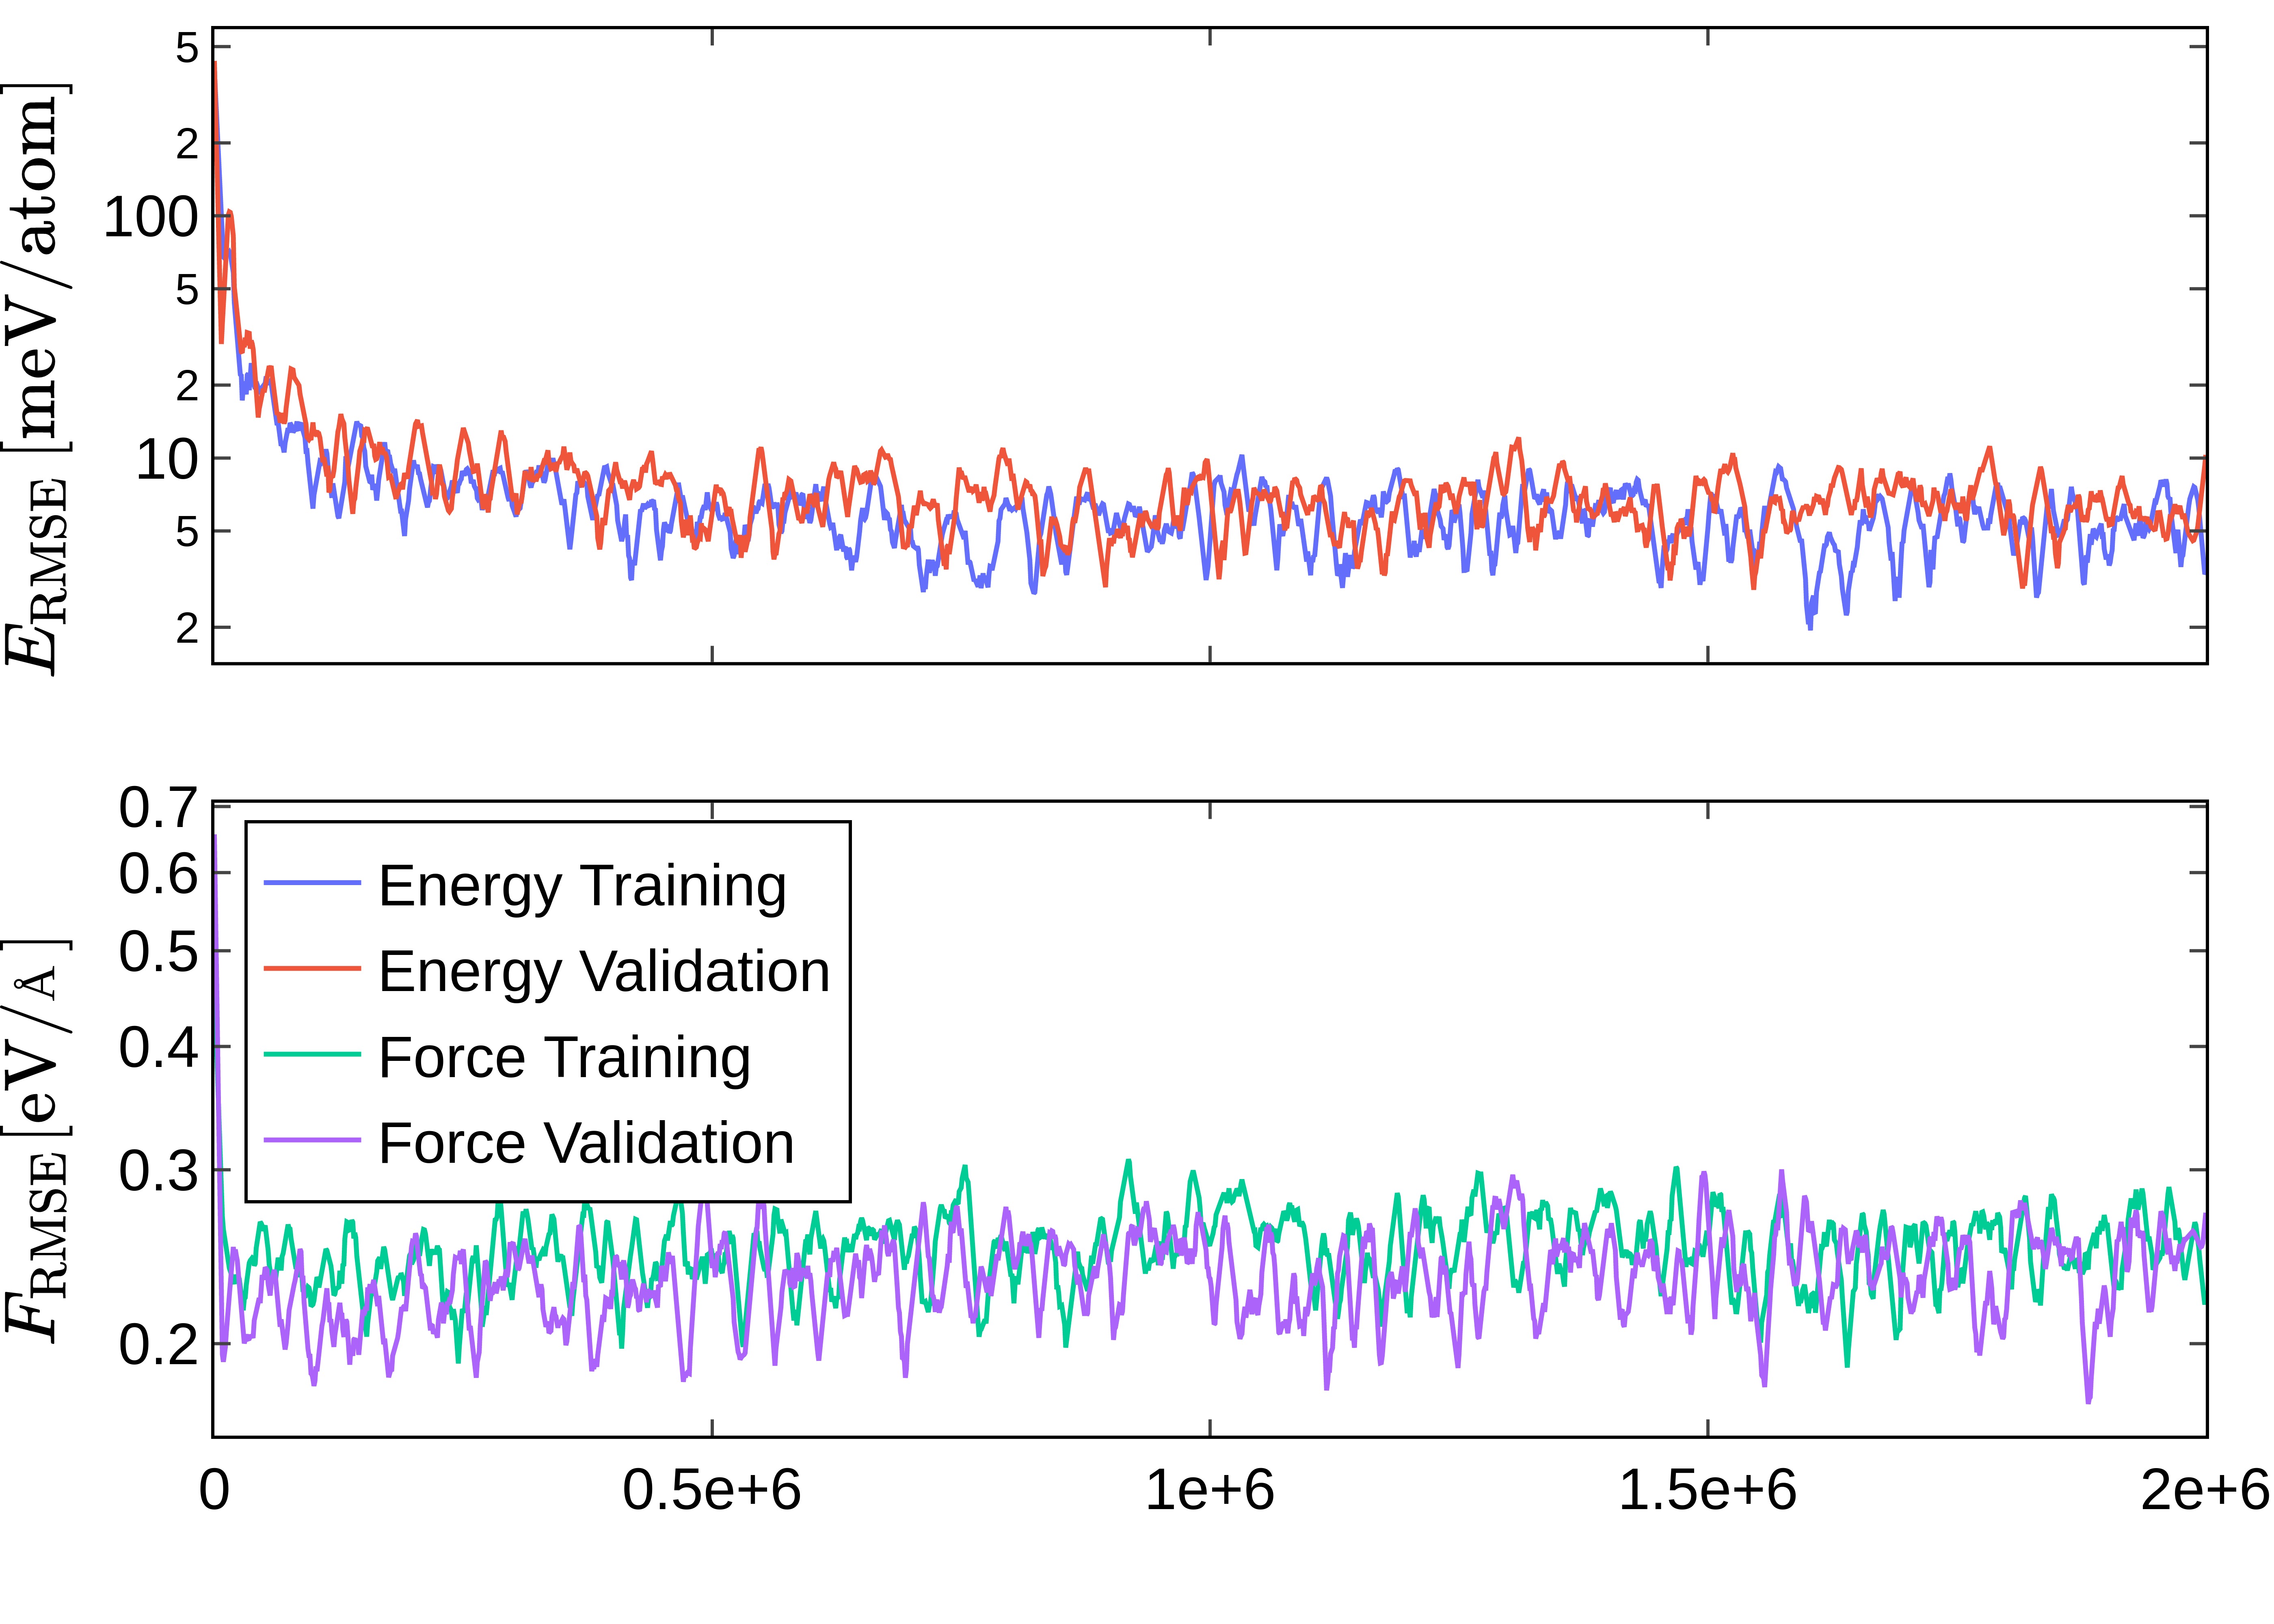 E_RMSE [meV/atom]
5
2
100
5
2
10
5
2
F_RMSE [eV/Å]
0.7
0.6
0.5
0.4
0.3
0.2
Energy Training
Energy Validation
Force Training
Force Validation
0 0.5e+6 1e+6 1.5e+6 2e+6